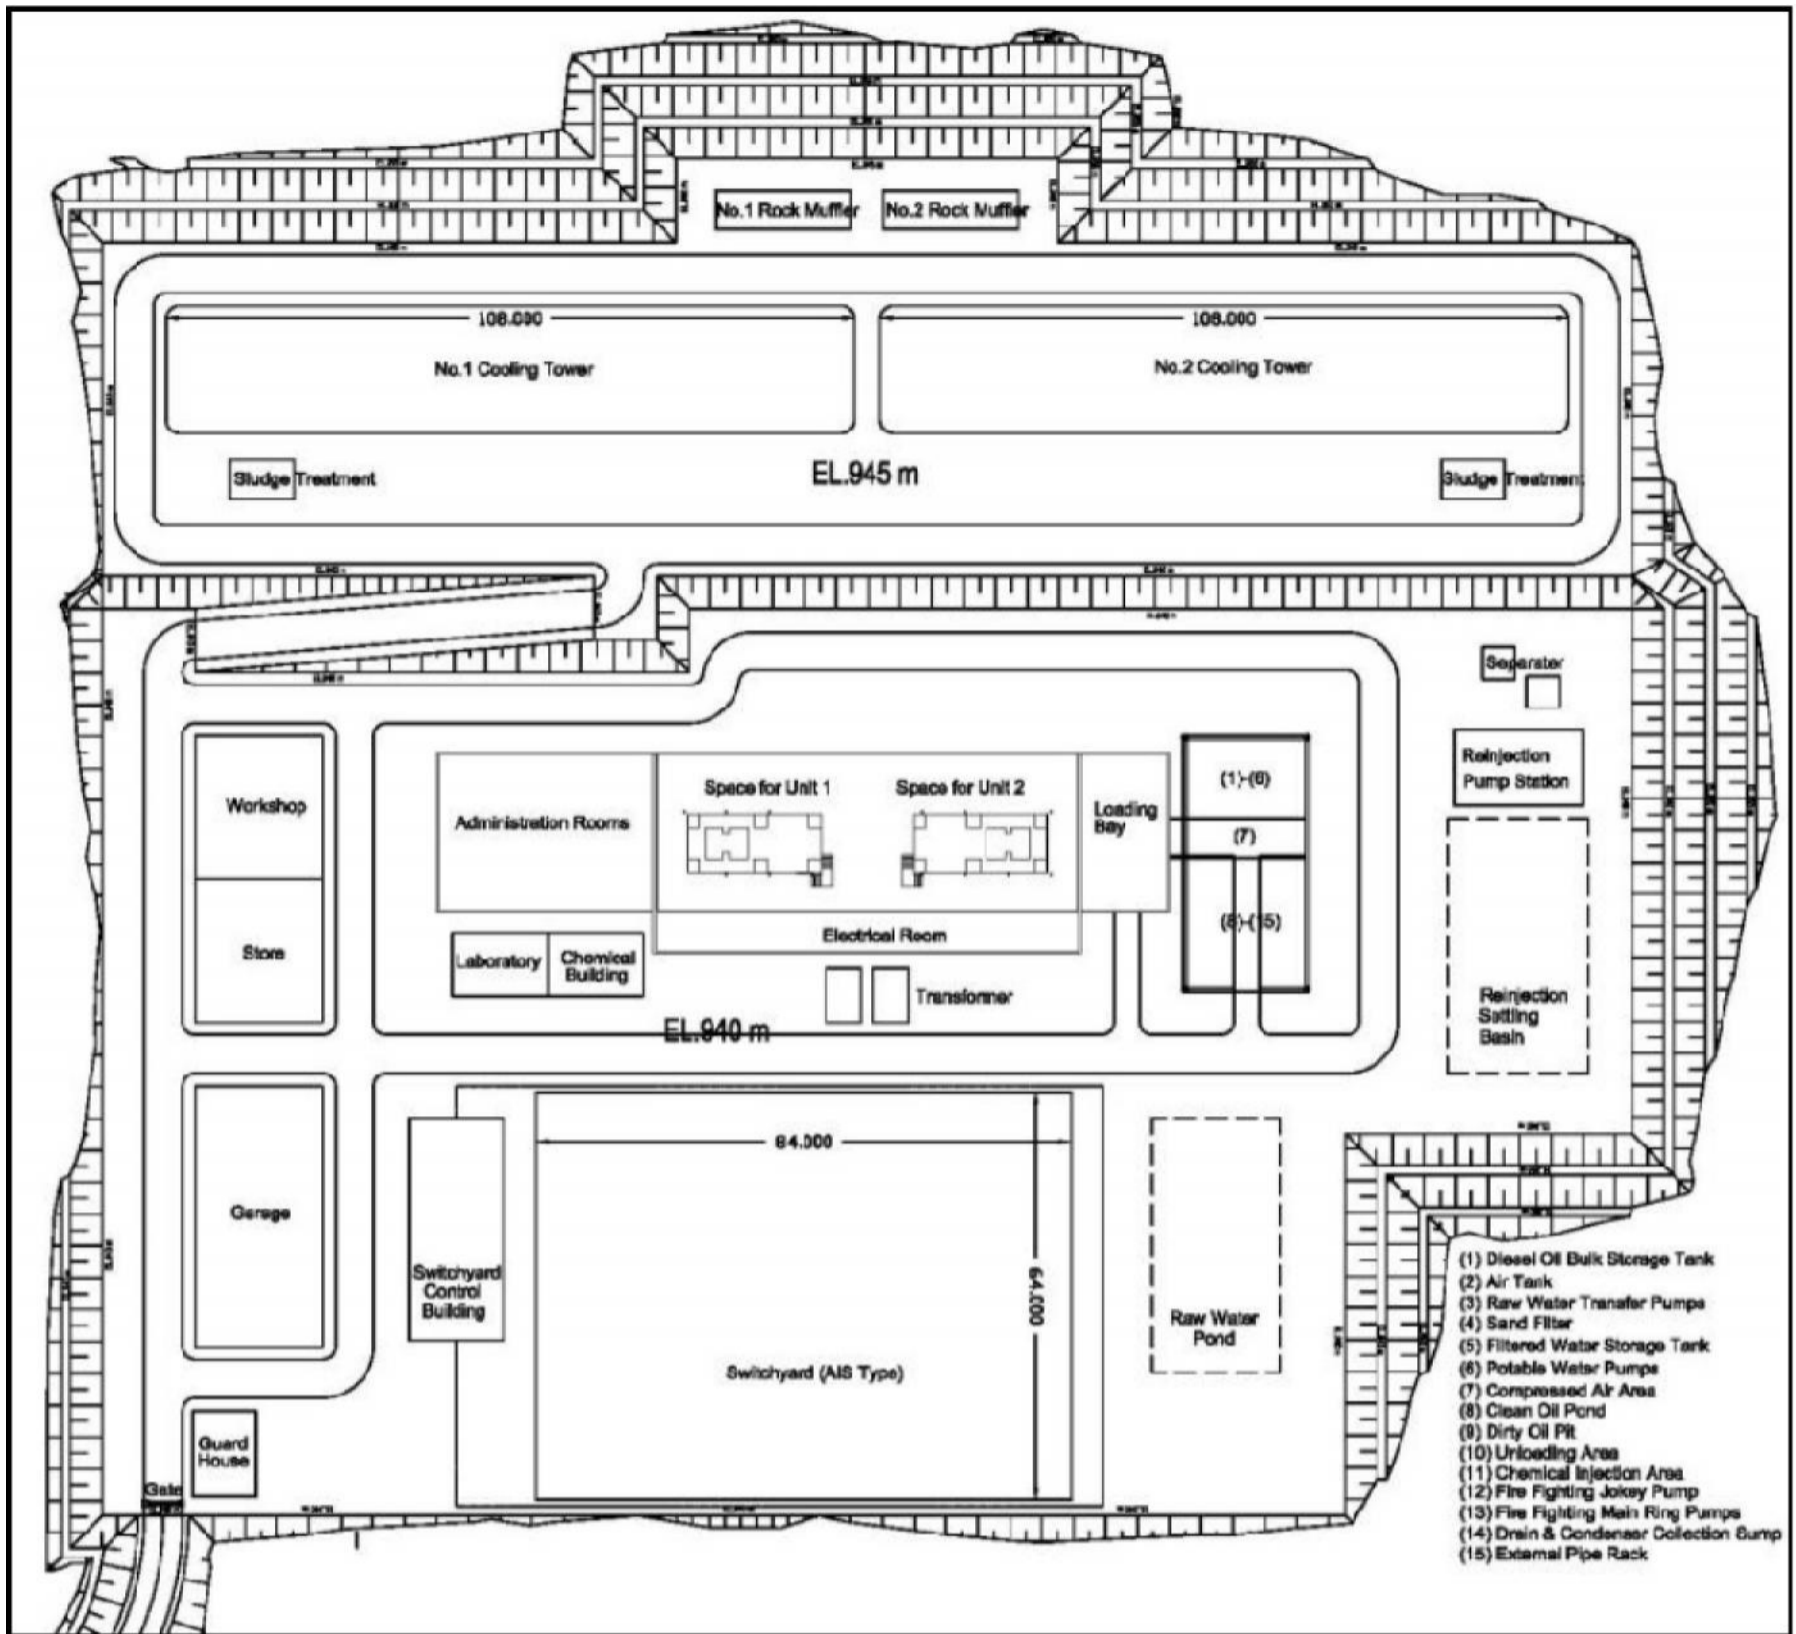 No.1 Rock Muffler
No.2 Rock Muffler
108.000
108.000
No.1 Cooling Tower
No.2 Cooling Tower
Sludge Treatment
EL.945 m
Sludge Treatment
Separater
Reinjection
Pump Station
Workshop
Administration Rooms
Space for Unit 1
Space for Unit 2
Loading
Bay
(1)-(6)
(7)
(8)-(15)
Store
Electrical Room
Laboratory
Chemical
Building
Transformer
Reinjection
Settling
Basin
EL.940 m
84.000
64.000
Garage
Switchyard
Control
Building
Raw Water
Pond
Switchyard (AIS Type)
Guard
House
Gate
(1) Diesel Oil Bulk Storage Tank
(2) Air Tank
(3) Raw Water Transfer Pumps
(4) Sand Filter
(5) Filtered Water Storage Tank
(6) Potable Water Pumps
(7) Compressed Air Area
(8) Clean Oil Pond
(9) Dirty Oil Pit
(10) Unloading Area
(11) Chemical Injection Area
(12) Fire Fighting Jokey Pump
(13) Fire Fighting Main Ring Pumps
(14) Drain & Condenser Collection Sump
(15) External Pipe Rack